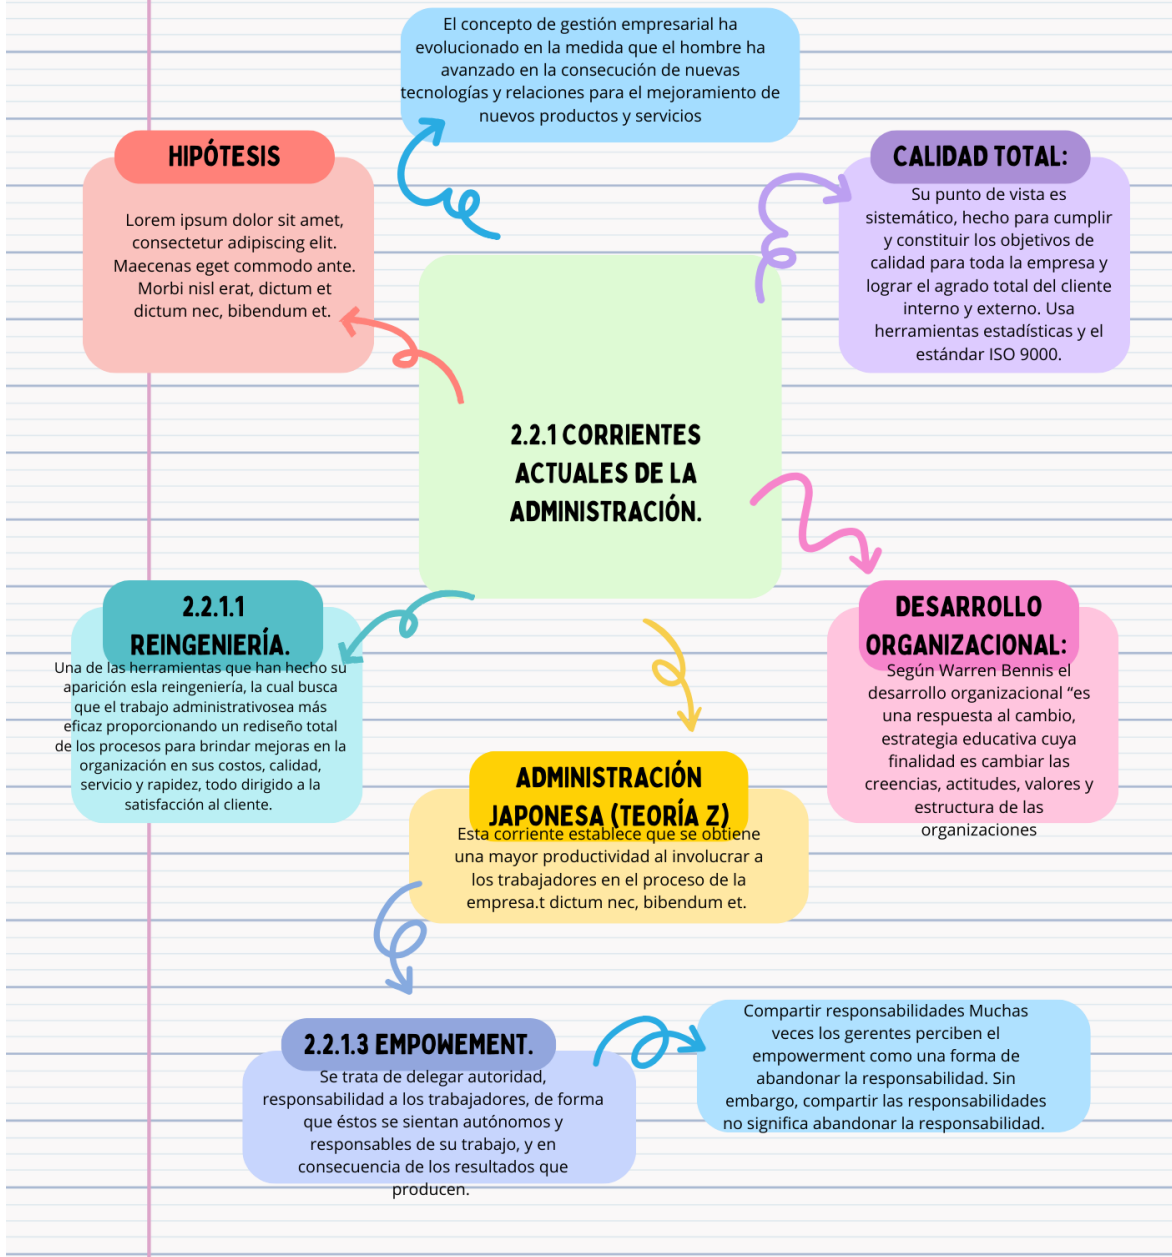 El concepto de gestión empresarial ha
evolucionado en la medida que el hombre ha
avanzado en la consecución de nuevas
tecnologías y relaciones para el mejoramiento de
nuevos productos y servicios
HIPÓTESIS
Lorem ipsum dolor sit amet,
consectetur adipiscing elit.
Maecenas eget commodo ante.
Morbi nisl erat, dictum et
dictum nec, bibendum et.
CALIDAD TOTAL:
Su punto de vista es
sistemático, hecho para cumplir
y constituir los objetivos de
calidad para toda la empresa y
lograr el agrado total del cliente
interno y externo. Usa
herramientas estadísticas y el
estándar ISO 9000.
2.2.1 CORRIENTES
ACTUALES DE LA
ADMINISTRACIÓN.
2.2.1.1
REINGENIERÍA.
Una de las herramientas que han hecho su
aparición esla reingeniería, la cual busca
que el trabajo administrativosea más
eficaz proporcionando un rediseño total
de los procesos para brindar mejoras en la
organización en sus costos, calidad,
servicio y rapidez, todo dirigido a la
satisfacción al cliente.
DESARROLLO
ORGANIZACIONAL:
Según Warren Bennis el
desarrollo organizacional “es
una respuesta al cambio,
estrategia educativa cuya
finalidad es cambiar las
creencias, actitudes, valores y
estructura de las
organizaciones
ADMINISTRACIÓN
JAPONESA (TEORÍA Z)
Esta corriente establece que se obtiene
una mayor productividad al involucrar a
los trabajadores en el proceso de la
empresa.t dictum nec, bibendum et.
2.2.1.3 EMPOWEMENT.
Se trata de delegar autoridad,
responsabilidad a los trabajadores, de forma
que éstos se sientan autónomos y
responsables de su trabajo, y en
consecuencia de los resultados que
producen.
Compartir responsabilidades Muchas
veces los gerentes perciben el
empowerment como una forma de
abandonar la responsabilidad. Sin
embargo, compartir las responsabilidades
no significa abandonar la responsabilidad.